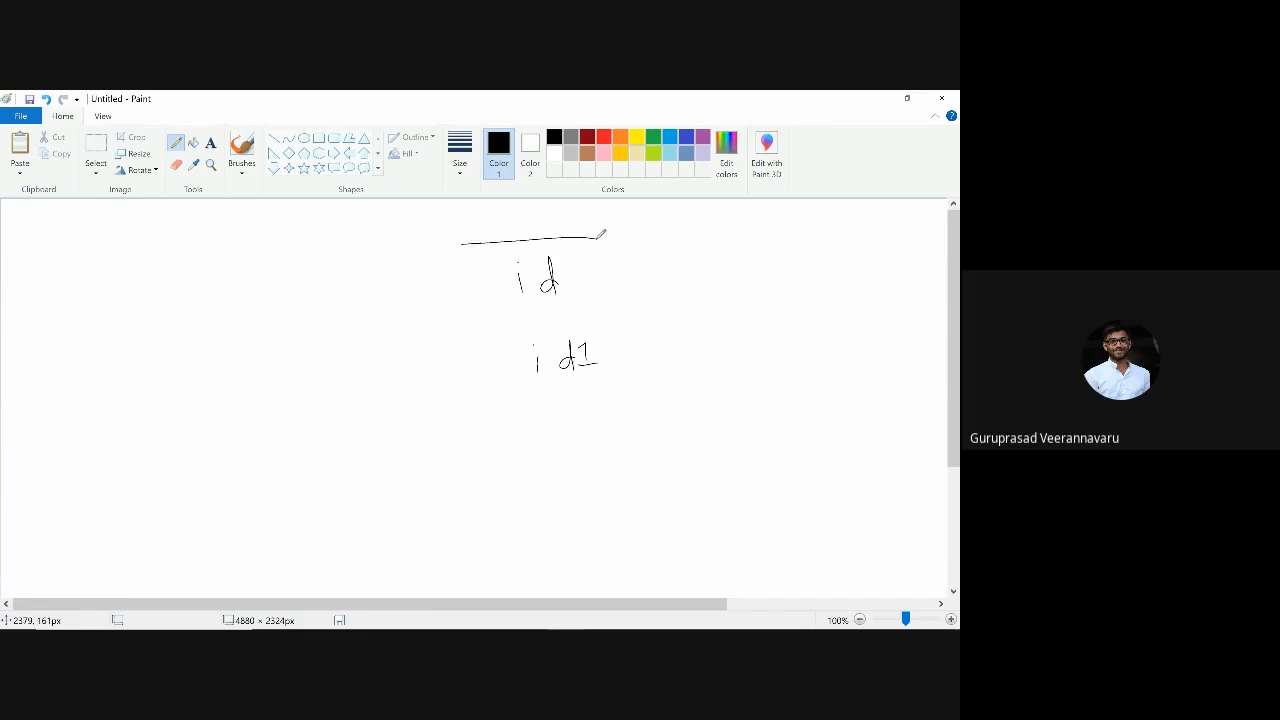 Untitled - Paint
File Home View
Paste Cut Copy
Clipboard
Select Crop Resize Rotate
Image
Tools
Brushes
Shapes
Outline Fill
Size
Color 1
Color 2
Edit colors
Colors
Edit with Paint 3D
id
id1
Guruprasad Veerannavaru
2379, 161px
4880 × 2324px
100%